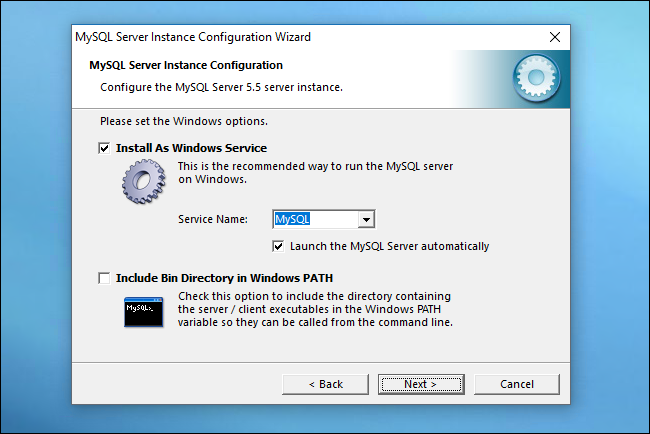 MySQL Server Instance Configuration Wizard
MySQL Server Instance Configuration
Configure the MySQL Server 5.5 server instance.
Please set the Windows options.
Install As Windows Service
This is the recommended way to run the MySQL server
on Windows.
Service Name:
MySQL
Launch the MySQL Server automatically
Include Bin Directory in Windows PATH
MySQL>_
Check this option to include the directory containing
the server / client executables in the Windows PATH
variable so they can be called from the command line.
< Back
Next >
Cancel